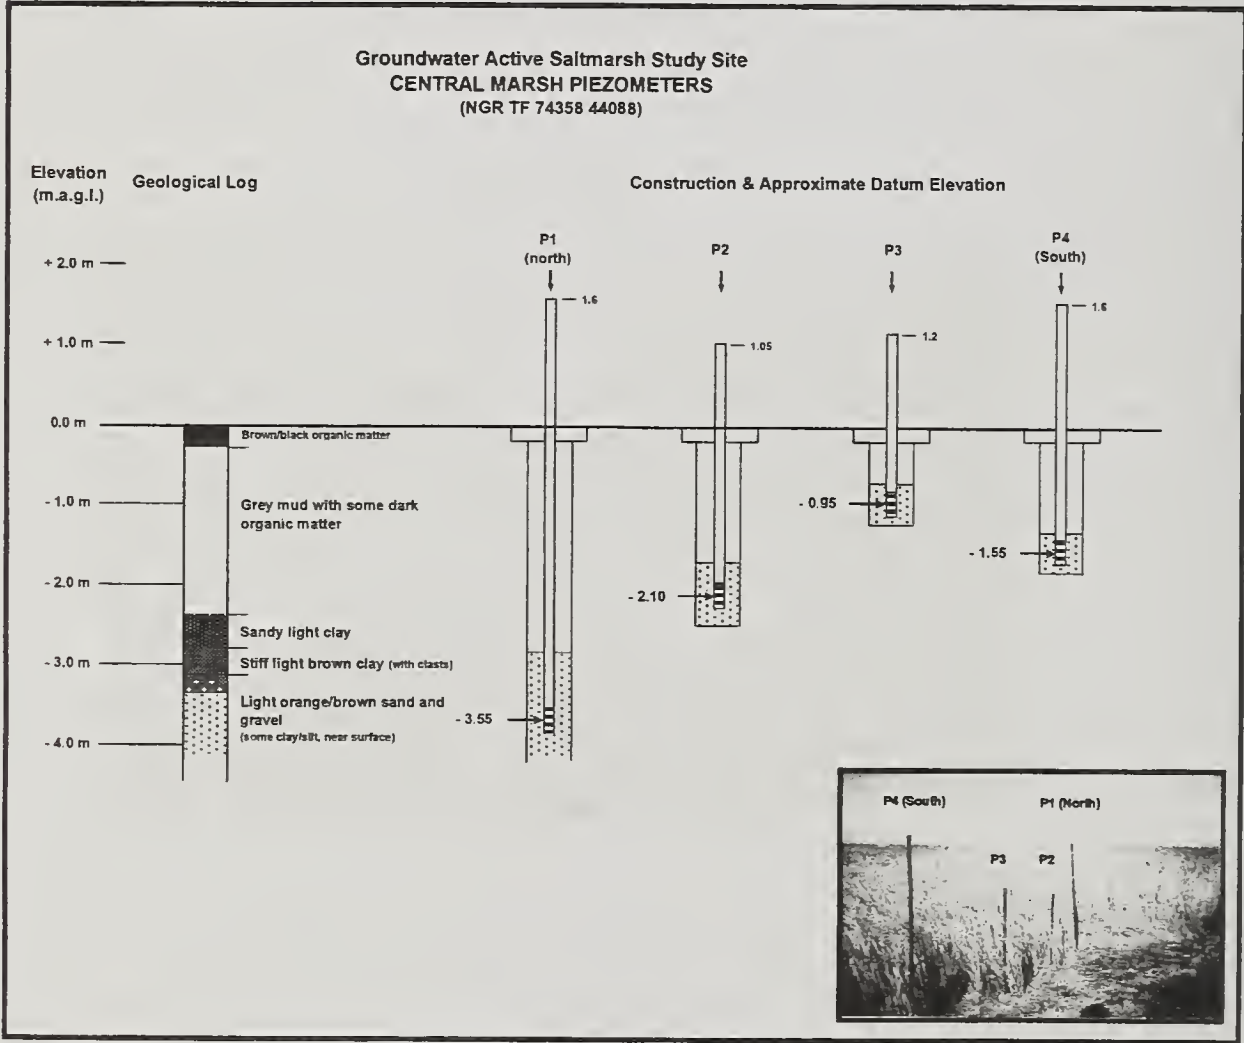 Groundwater Active Saltmarsh Study Site
CENTRAL MARSH PIEZOMETERS
(NGR TF 74358 44088)
Elevation
(m.a.g.l.)
Geological Log
Construction & Approximate Datum Elevation
P1
(north)
P2
P3
P4
(South)
+ 2.0 m
+ 1.0 m
0.0 m
- 1.0 m
- 2.0 m
- 3.0 m
- 4.0 m
1.6
1.05
1.2
1.6
Brown/black organic matter
Grey mud with some dark
organic matter
Sandy light clay
Stiff light brown clay (with clasts)
Light orange/brown sand and
gravel
(some clay/silt, near surface)
- 3.55
- 2.10
- 0.95
- 1.55
P4 (South)
P1 (North)
P3
P2